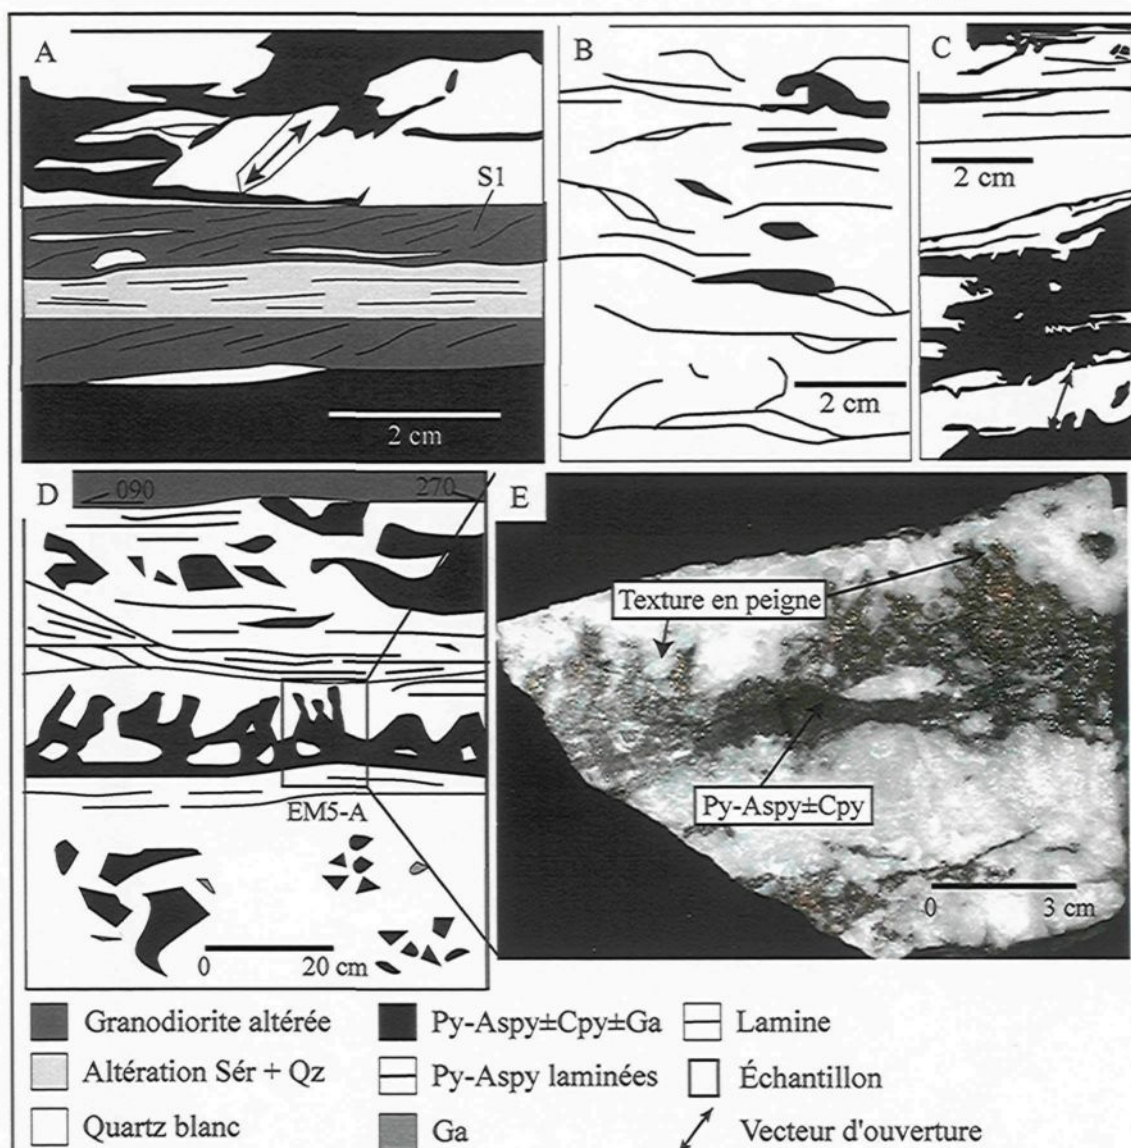 A
S1
2 cm
B
2 cm
C
2 cm
D
090
270
EM5-A
0 20 cm
E
Texture en peigne
Py-Aspy±Cpy
0 3 cm
Granodiorite altérée
Altération Sér + Qz
Quartz blanc
Py-Aspy±Cpy±Ga
Py-Aspy laminées
Ga
Lamine
Échantillon
Vecteur d'ouverture